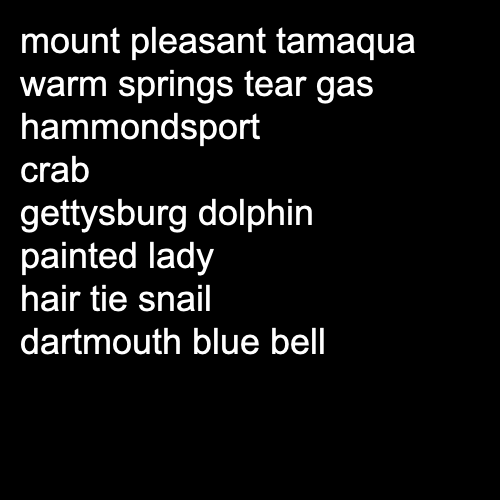 mount pleasant tamaqua
warm springs tear gas
hammondsport
crab
gettysburg dolphin
painted lady
hair tie snail
dartmouth blue bell